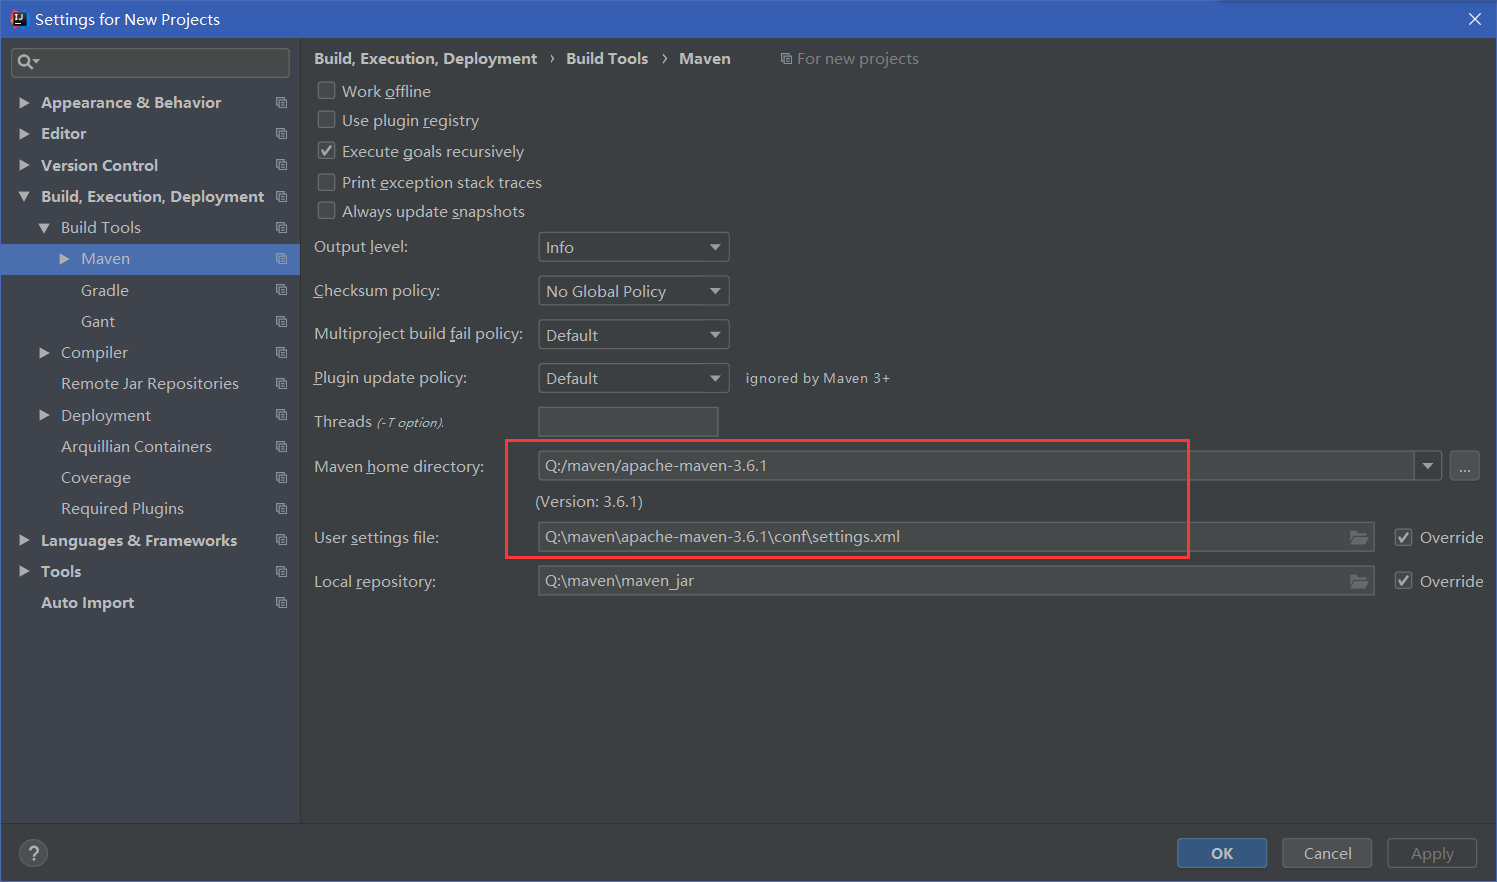 Settings for New Projects
Appearance & Behavior
Editor
Version Control
Build, Execution, Deployment
Build Tools
Maven
Gradle
Gant
Compiler
Remote Jar Repositories
Deployment
Arquillian Containers
Coverage
Required Plugins
Languages & Frameworks
Tools
Auto Import
Build, Execution, Deployment › Build Tools › Maven For new projects
Work offline
Use plugin registry
Execute goals recursively
Print exception stack traces
Always update snapshots
Output level: Info
Checksum policy: No Global Policy
Multiproject build fail policy: Default
Plugin update policy: Default ignored by Maven 3+
Threads (-T option).
Maven home directory: Q:/maven/apache-maven-3.6.1 ...
(Version: 3.6.1)
User settings file: Q:\maven\apache-maven-3.6.1\conf\settings.xml Override
Local repository: Q:\maven\maven_jar Override
? OK Cancel Apply